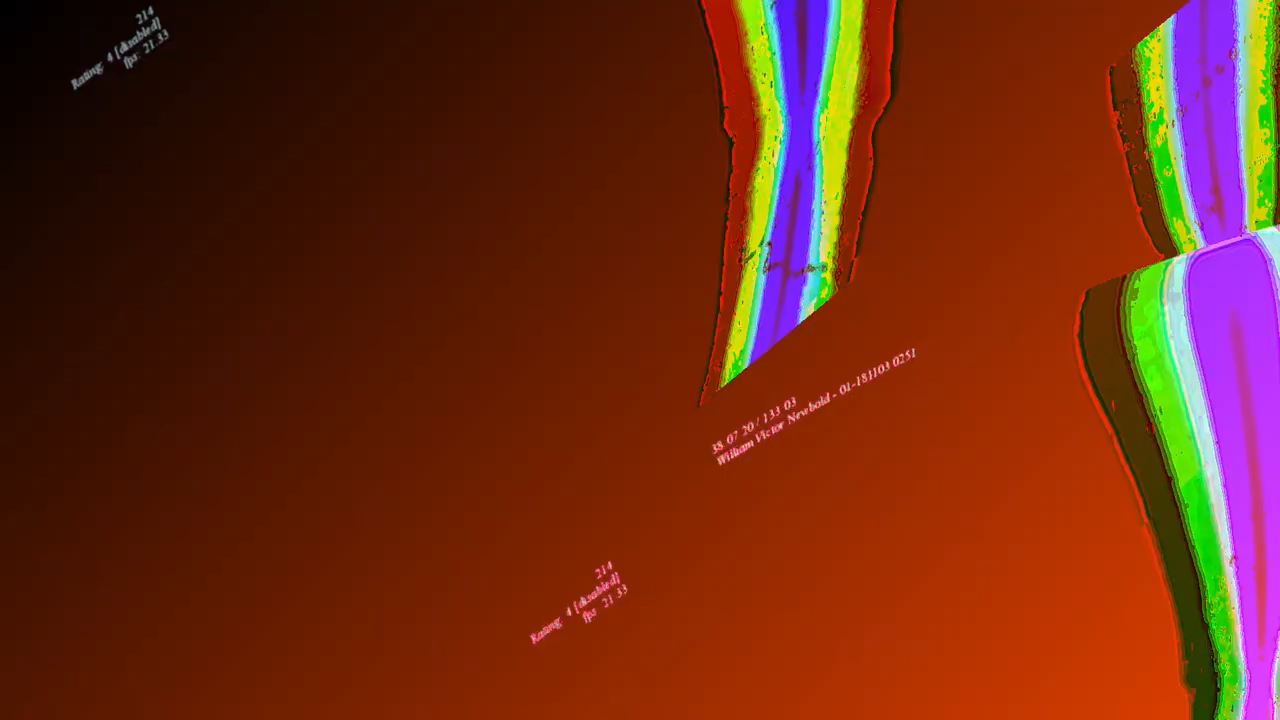 214
Rating: 4 [disabled]
fps: 21.33
38 07 20 / 133 03
William Victor Newbold - 01-181103 0251
214
Rating: 4 [disabled]
fps: 21.33